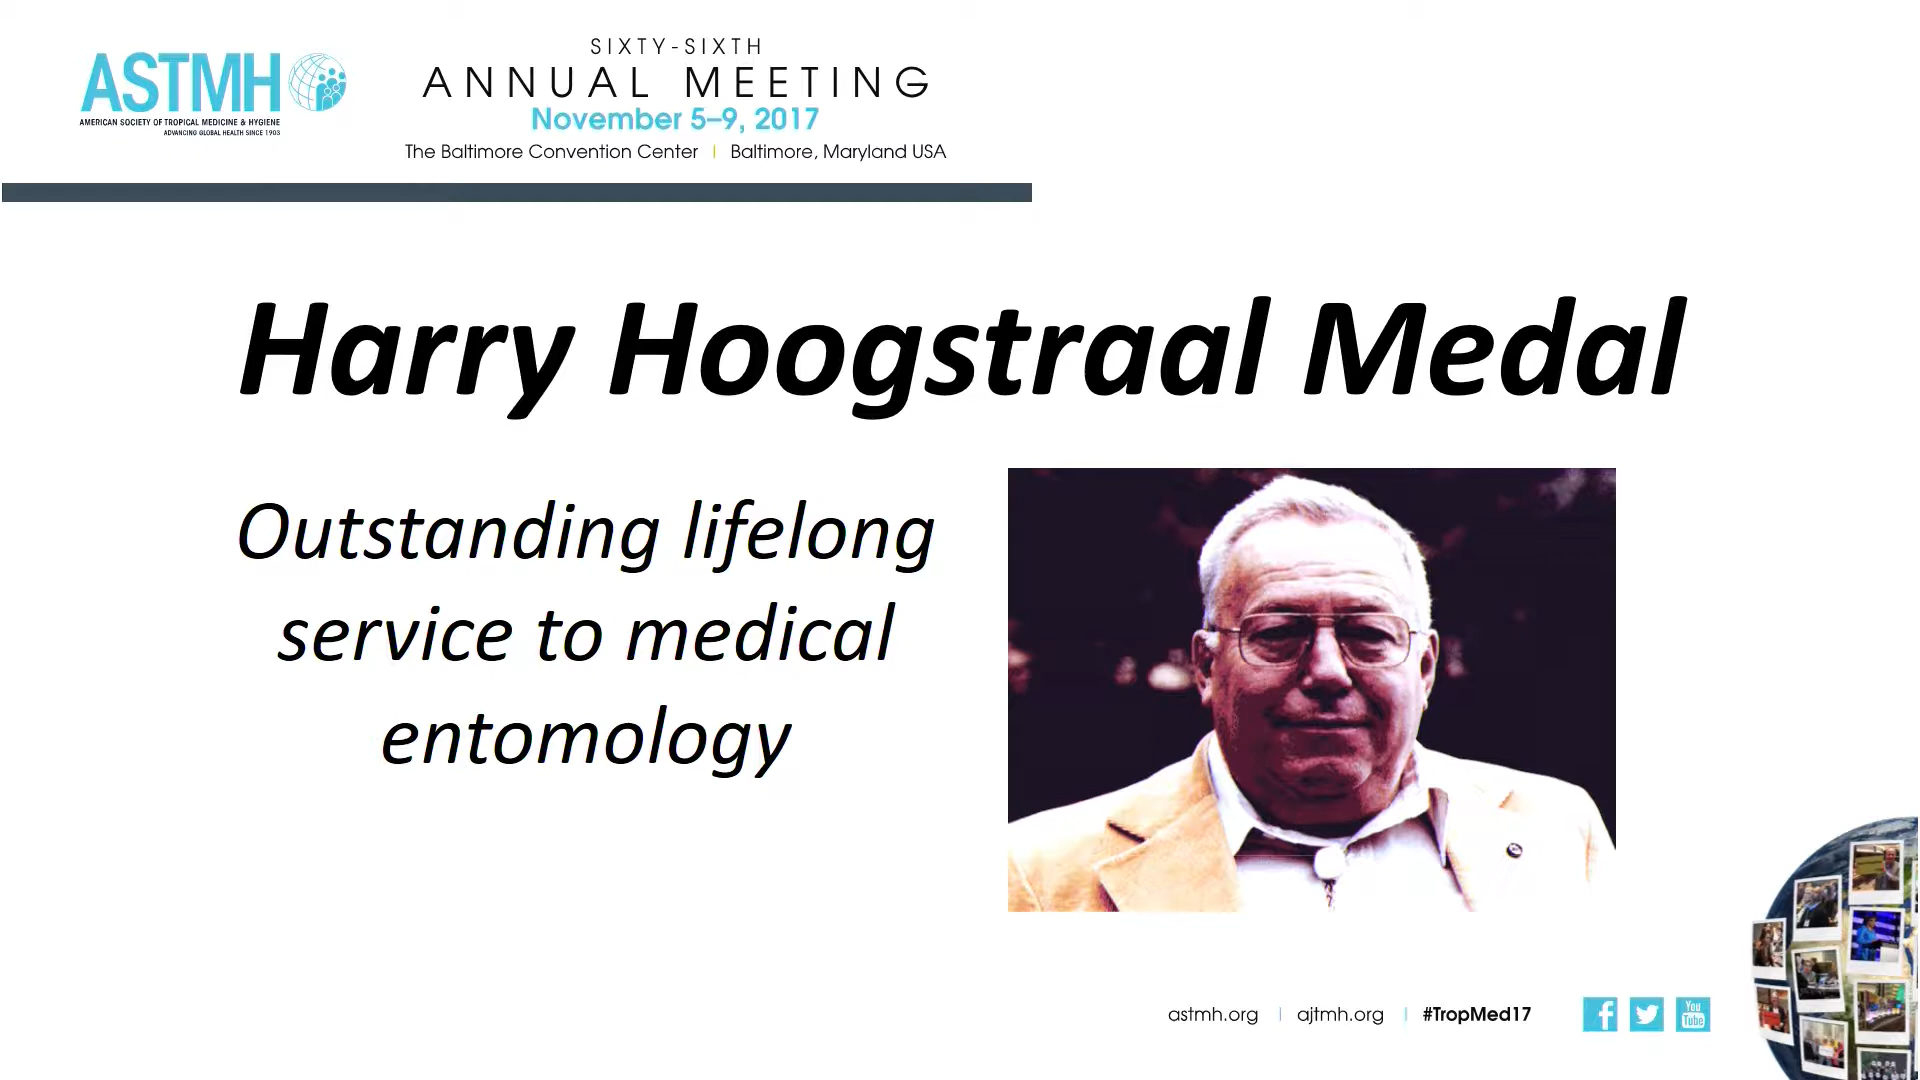 ASTMH
AMERICAN SOCIETY OF TROPICAL MEDICINE & HYGIENE
ADVANCING GLOBAL HEALTH SINCE 1903
SIXTY-SIXTH
ANNUAL MEETING
November 5–9, 2017
The Baltimore Convention Center | Baltimore, Maryland USA
Harry Hoogstraal Medal
Outstanding lifelong
service to medical
entomology
astmh.org | ajtmh.org | #TropMed17
You
Tube